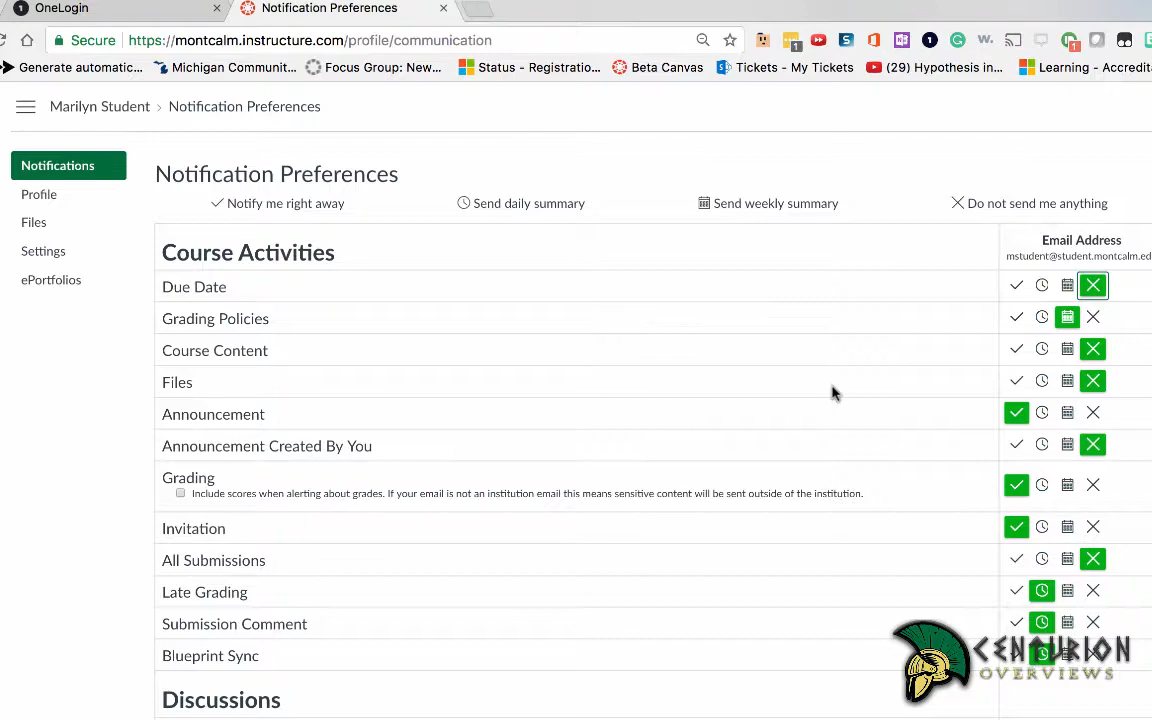 OneLogin
Notification Preferences
Secure
https://montcalm.instructure.com/profile/communication
Generate automatic...
Michigan Communit...
Focus Group: New...
Status - Registratio...
Beta Canvas
Tickets - My Tickets
(29) Hypothesis in...
Learning - Accredita
Marilyn Student › Notification Preferences
Notifications
Profile
Files
Settings
ePortfolios
Notification Preferences
Notify me right away
Send daily summary
Send weekly summary
Do not send me anything
Course Activities
Email Address
mstudent@student.montcalm.ed
Due Date
Grading Policies
Course Content
Files
Announcement
Announcement Created By You
Grading
Include scores when alerting about grades. If your email is not an institution email this means sensitive content will be sent outside of the institution.
Invitation
All Submissions
Late Grading
Submission Comment
Blueprint Sync
Discussions
CENTURION
OVERVIEWS